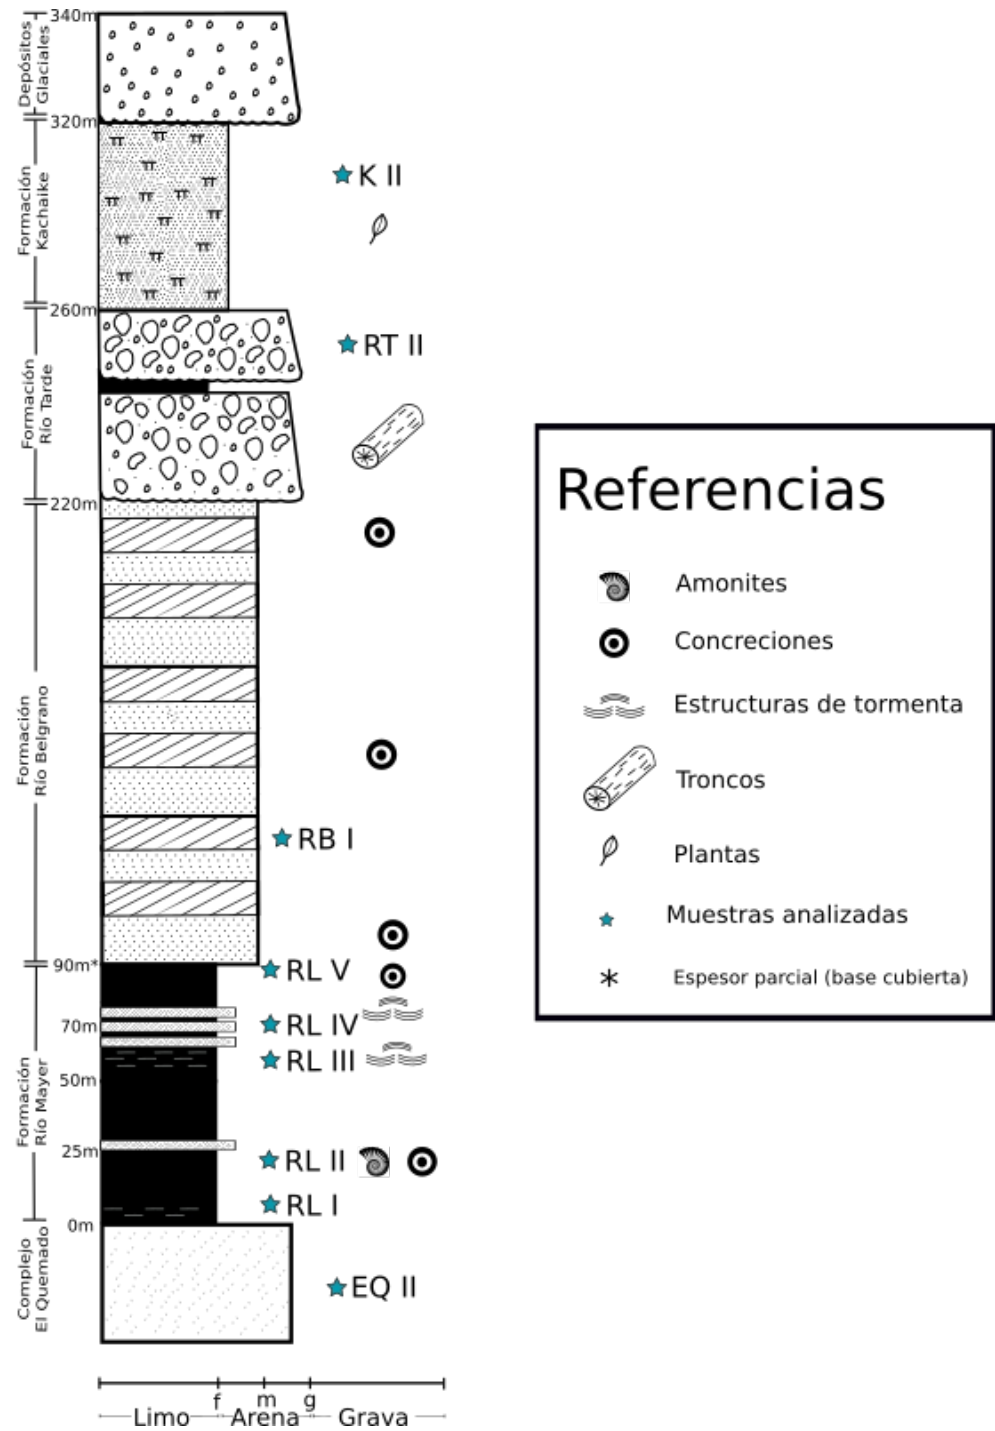 340m
Depósitos
Glaciales
320m
Formación
Kachaike
K II
260m
Formación
Río Tarde
RT II
220m
Formación
Río Belgrano
RB I
90m*
RL V
70m
RL IV
RL III
50m
Formación
Río Mayer
25m
RL II
RL I
0m
Complejo
El Quemado
EQ II
f m g
Limo Arena Grava
Referencias
Amonites
Concreciones
Estructuras de tormenta
Troncos
Plantas
Muestras analizadas
* Espesor parcial (base cubierta)